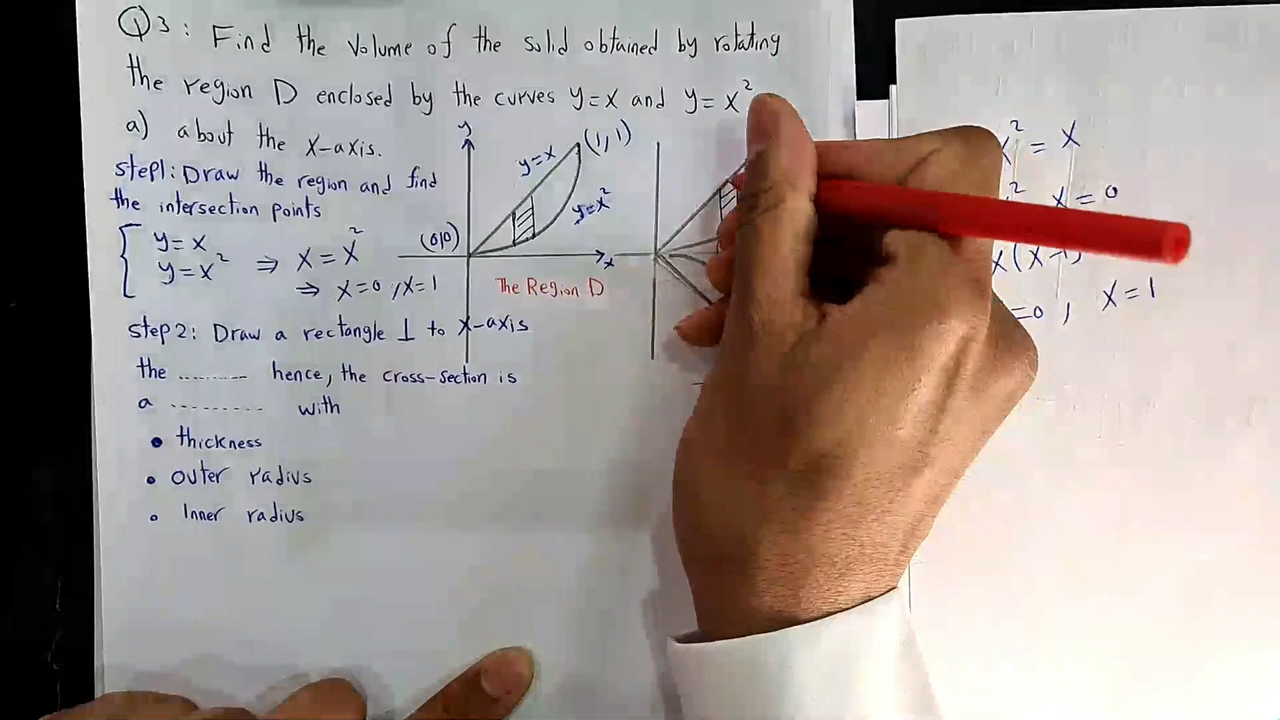 Q3: Find the volume of the solid obtained by rotating
the region D enclosed by the curves y=x and y=x²
a) about the x-axis.
step1: Draw the region and find
the intersection points
y=x
y=x² ⇒ x=x²
⇒ x=0, x=1
y
y=x
(1,1)
y=x²
(0,0)
x
The Region D
step2: Draw a rectangle ⊥ to x-axis
the ......... hence, the cross-section is
a .......... with
• thickness
• outer radius
• Inner radius
x² = x
x = 0
=0, x=1